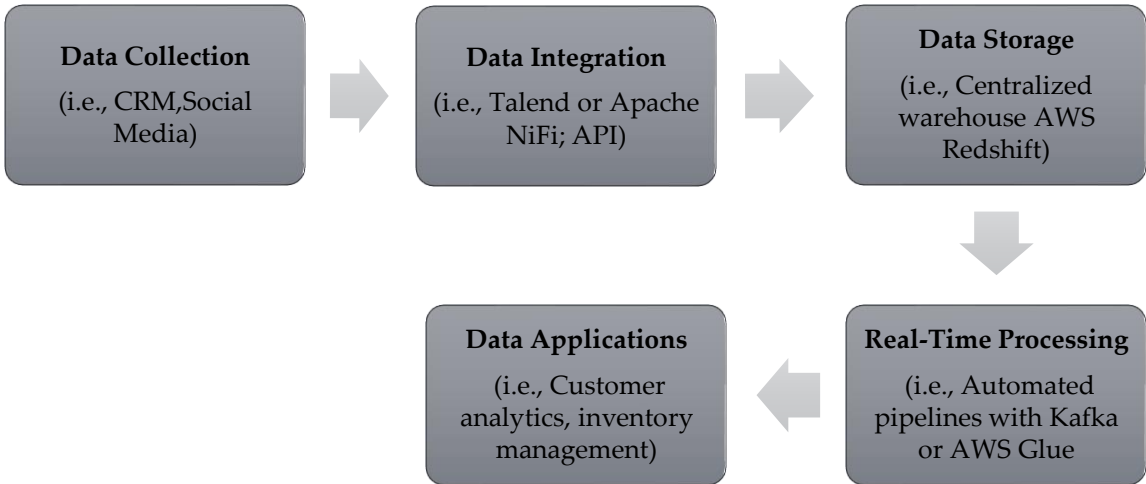 Data Collection
(i.e., CRM,Social
Media)
Data Integration
(i.e., Talend or Apache
NiFi; API)
Data Storage
(i.e., Centralized
warehouse AWS
Redshift)
Real-Time Processing
(i.e., Automated
pipelines with Kafka
or AWS Glue
Data Applications
(i.e., Customer
analytics, inventory
management)